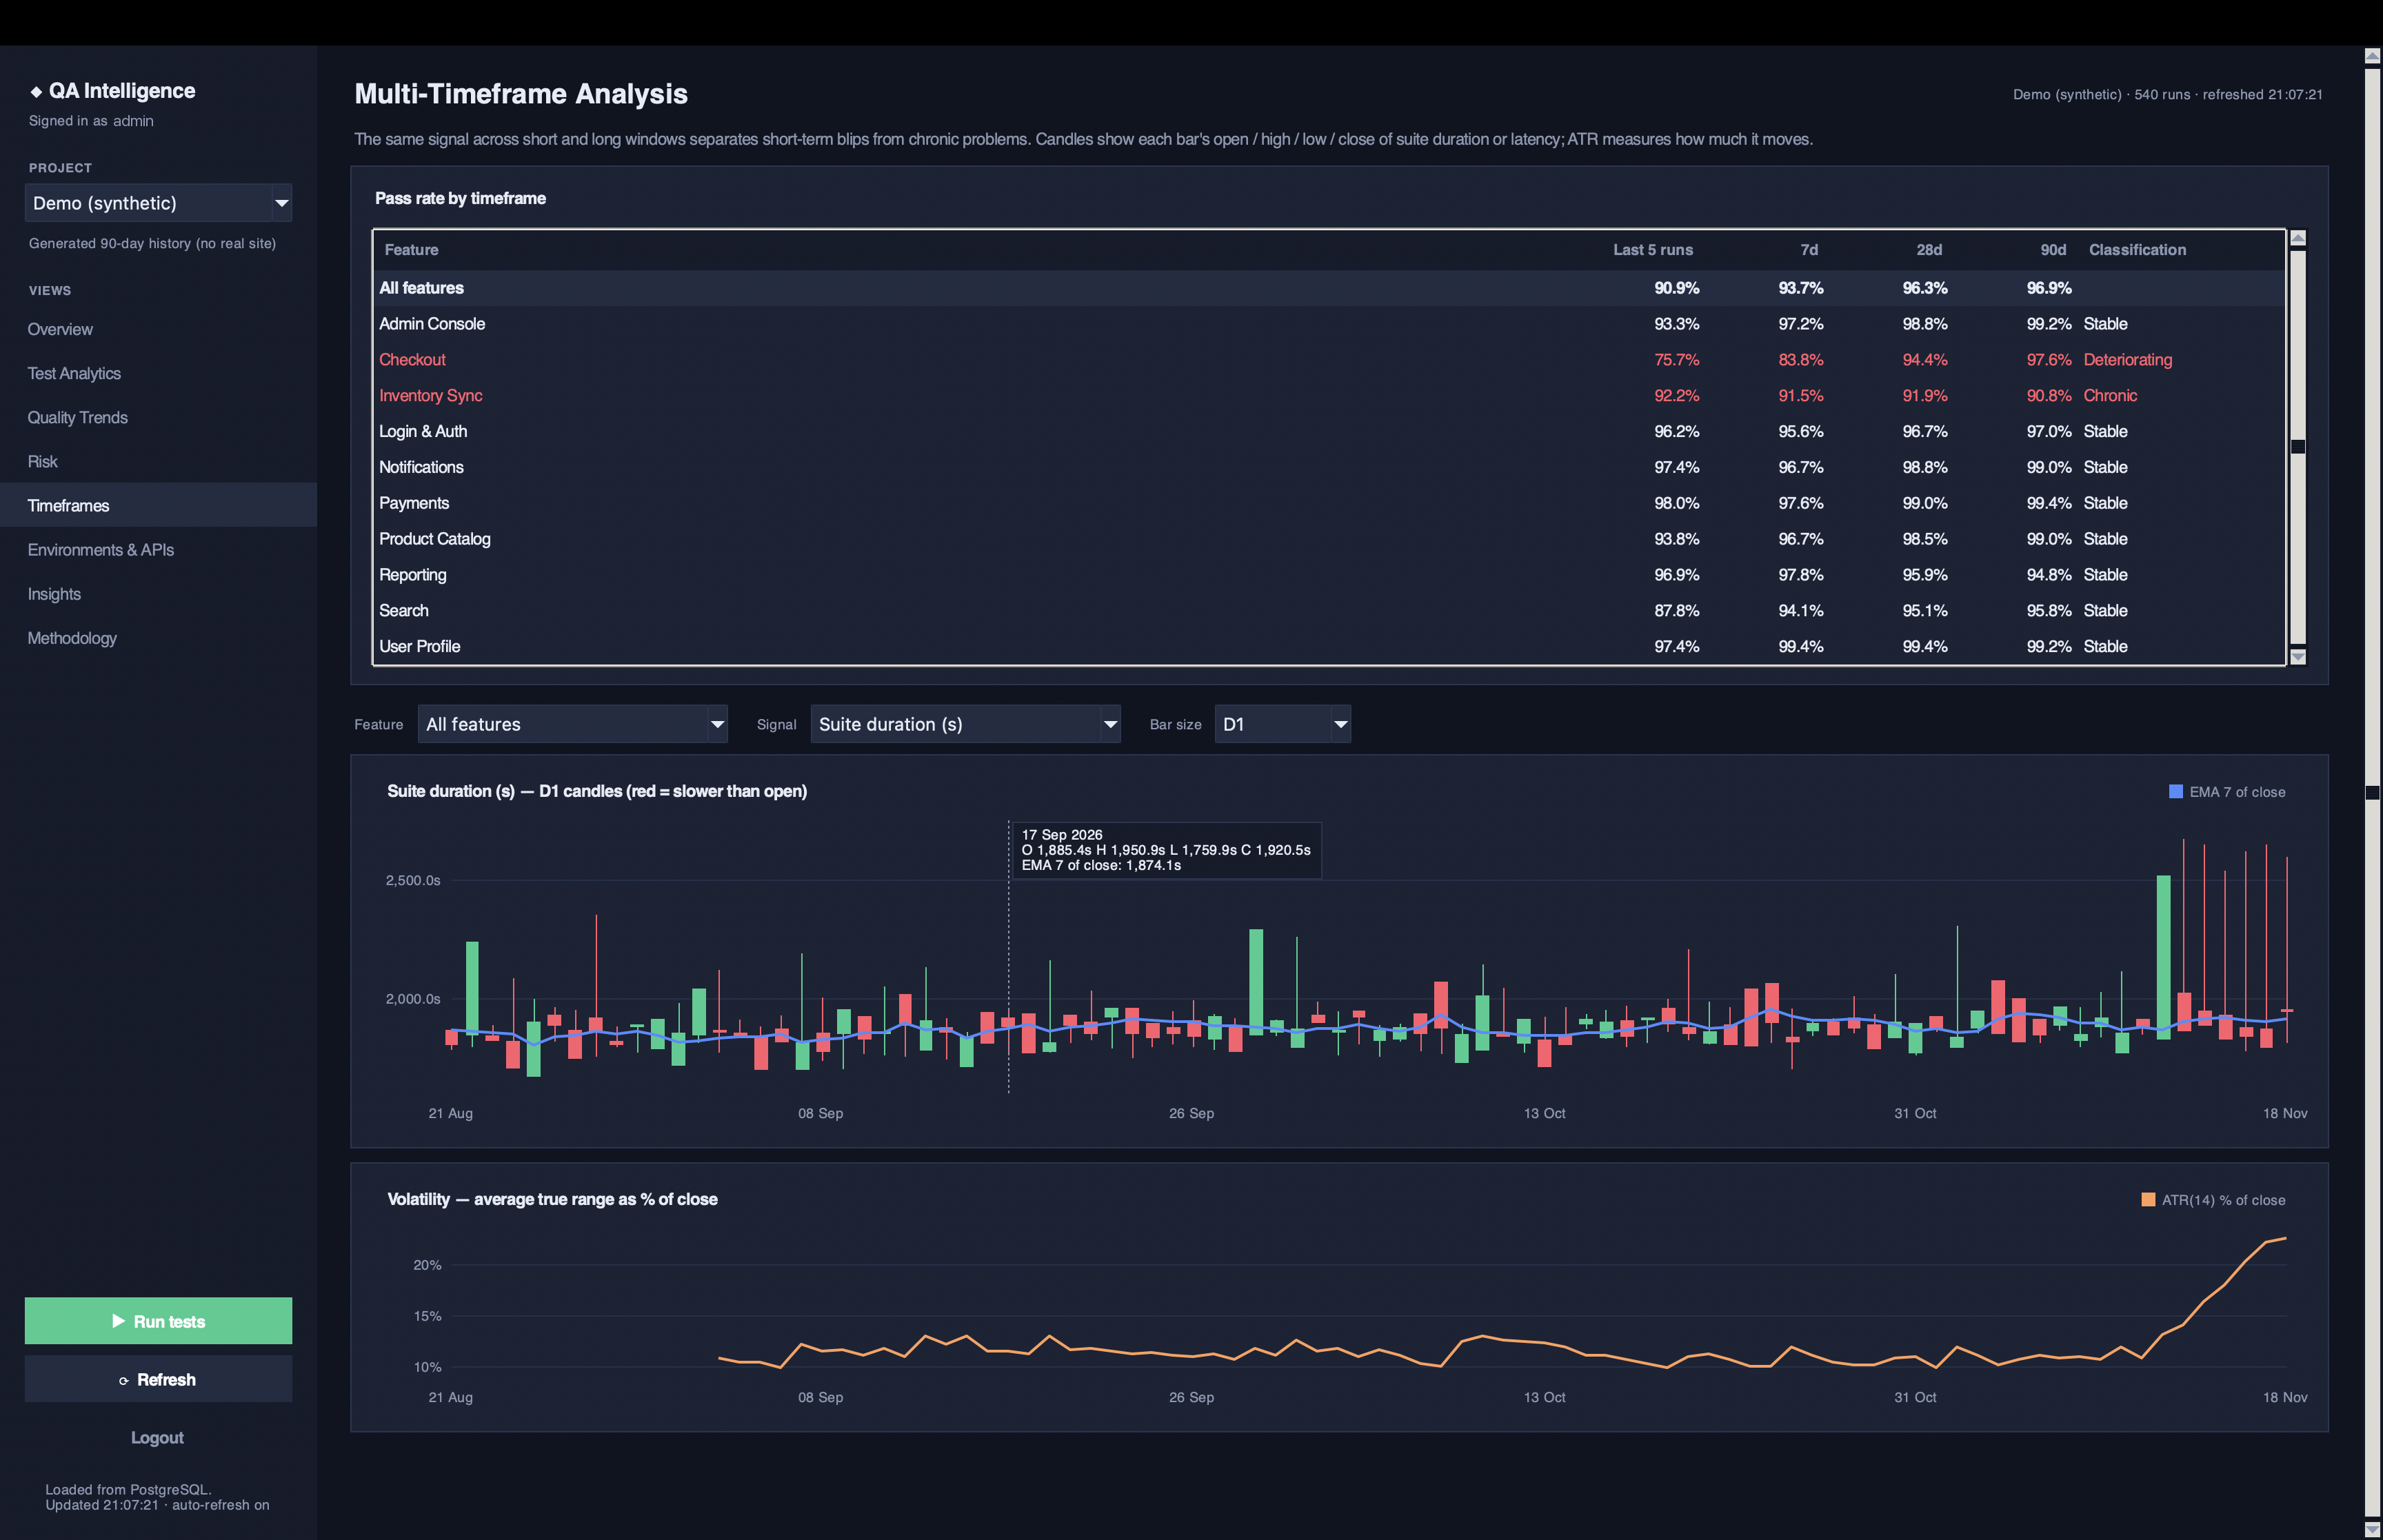 ◆ QA Intelligence
Signed in as admin
PROJECT
Demo (synthetic)
Generated 90-day history (no real site)
VIEWS
Overview
Test Analytics
Quality Trends
Risk
Timeframes
Environments & APIs
Insights
Methodology
▶ Run tests
⟳ Refresh
Logout
Loaded from PostgreSQL.
Updated 21:07:21 · auto-refresh on
Multi-Timeframe Analysis
Demo (synthetic) · 540 runs · refreshed 21:07:21
The same signal across short and long windows separates short-term blips from chronic problems. Candles show each bar's open / high / low / close of suite duration or latency; ATR measures how much it moves.
Pass rate by timeframe
Feature Last 5 runs 7d 28d 90d Classification
All features 90.9% 93.7% 96.3% 96.9%
Admin Console 93.3% 97.2% 98.8% 99.2% Stable
Checkout 75.7% 83.8% 94.4% 97.6% Deteriorating
Inventory Sync 92.2% 91.5% 91.9% 90.8% Chronic
Login & Auth 96.2% 95.6% 96.7% 97.0% Stable
Notifications 97.4% 96.7% 98.8% 99.0% Stable
Payments 98.0% 97.6% 99.0% 99.4% Stable
Product Catalog 93.8% 96.7% 98.5% 99.0% Stable
Reporting 96.9% 97.8% 95.9% 94.8% Stable
Search 87.8% 94.1% 95.1% 95.8% Stable
User Profile 97.4% 99.4% 99.4% 99.2% Stable
Feature All features Signal Suite duration (s) Bar size D1
Suite duration (s) — D1 candles (red = slower than open)
EMA 7 of close
17 Sep 2026
O 1,885.4s H 1,950.9s L 1,759.9s C 1,920.5s
EMA 7 of close: 1,874.1s
2,500.0s
2,000.0s
21 Aug 08 Sep 26 Sep 13 Oct 31 Oct 18 Nov
Volatility — average true range as % of close
ATR(14) % of close
20%
15%
10%
21 Aug 08 Sep 26 Sep 13 Oct 31 Oct 18 Nov